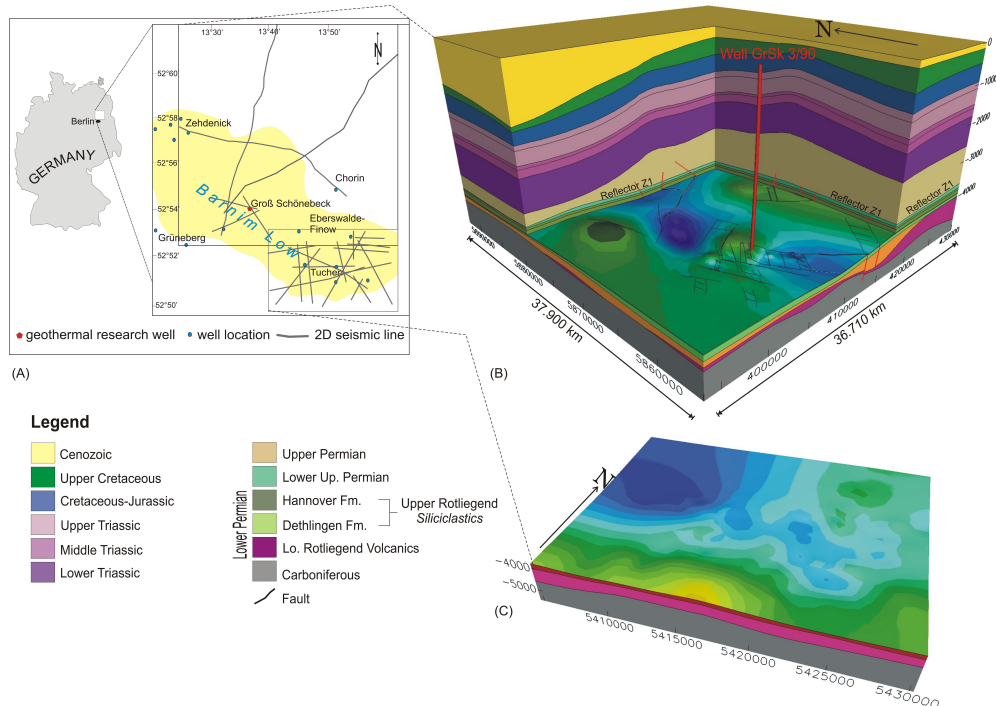 13°30' 13°40' 13°50'
N
52°60'
52°58'
52°56'
52°54'
52°52'
52°50'
Berlin
GERMANY
Zehdenick
Chorin
Barnim Low
Groß Schönebeck
Eberswalde-
Finow
Grüneberg
Tuchen
geothermal research well well location 2D seismic line
(A)
N
Well GrSk 3/90
0
-1000
-2000
-3000
-4000
Reflector Z1
Reflector Z1
Reflector Z1
5870000
5860000
400000
410000
420000
430000
37.900 km
36.710 km
(B)
Legend
Cenozoic
Upper Cretaceous
Cretaceous-Jurassic
Upper Triassic
Middle Triassic
Lower Triassic
Lower Permian
Upper Permian
Lower Up. Permian
Hannover Fm.
Dethlingen Fm.
Upper Rotliegend
Siliciclastics
Lo. Rotliegend Volcanics
Carboniferous
Fault
N
-4000
-5000
5410000
5415000
5420000
5425000
5430000
(C)